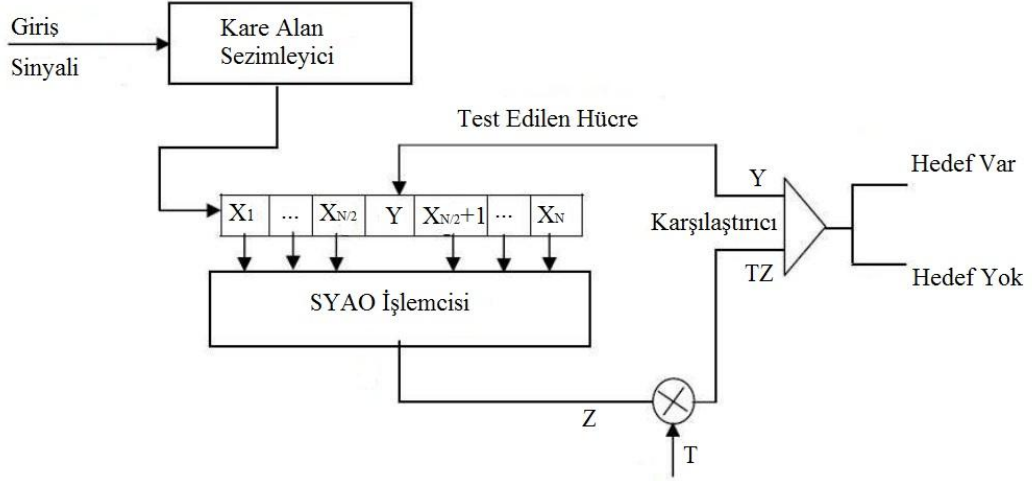 Giriş
Sinyali
Kare Alan
Sezimleyici
Test Edilen Hücre
X1 ... XN/2 Y XN/2+1 ... XN
SYAO İşlemcisi
Y
Karşılaştırıcı
TZ
Hedef Var
Hedef Yok
Z
T